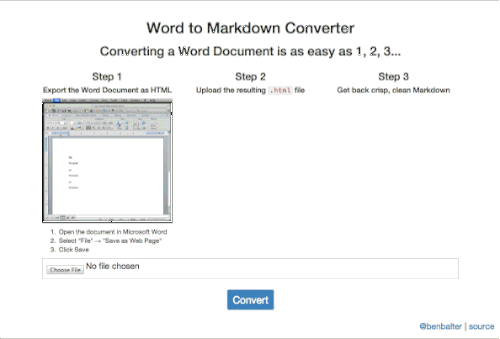 Word to Markdown Converter
Converting a Word Document is as easy as 1, 2, 3...
Step 1
Export the Word Document as HTML
Step 2
Upload the resulting .html file
Step 3
Get back crisp, clean Markdown
1. Open the document in Microsoft Word
2. Select "File" → "Save as Web Page"
3. Click Save
Choose File No file chosen
Convert
@benbalter | source